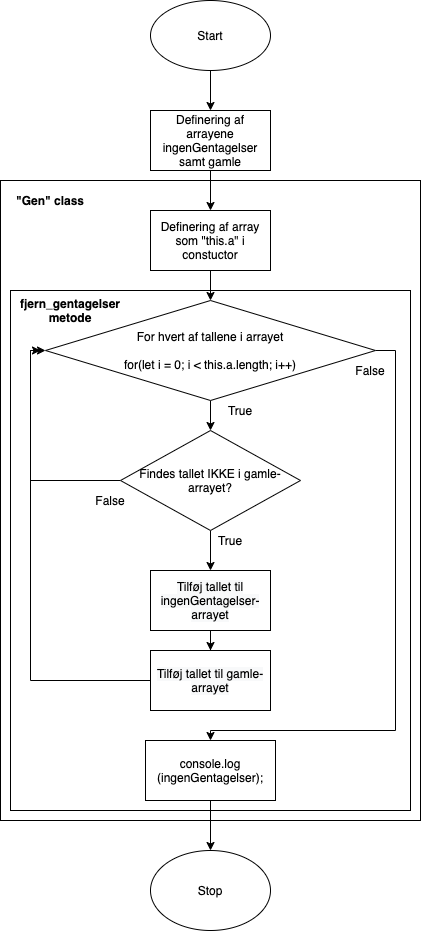 Start
Definering af
arrayene
ingenGentagelser
samt gamle
"Gen" class
Definering af array
som "this.a" i
constuctor
fjern_gentagelser
metode
For hvert af tallene i arrayet
for(let i = 0; i < this.a.length; i++)
False
True
Findes tallet IKKE i gamle-
arrayet?
False
True
Tilføj tallet til
ingenGentagelser-
arrayet
Tilføj tallet til gamle-
arrayet
console.log
(ingenGentagelser);
Stop